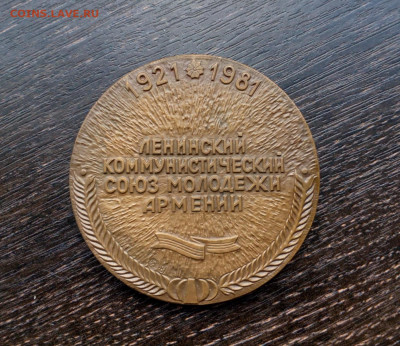 COINS.LAVE.RU
1921 1981
ЛЕНИНСКИЙ
КОММУНИСТИЧЕСКИЙ
СОЮЗ МОЛОДЕЖИ
АРМЕНИИ